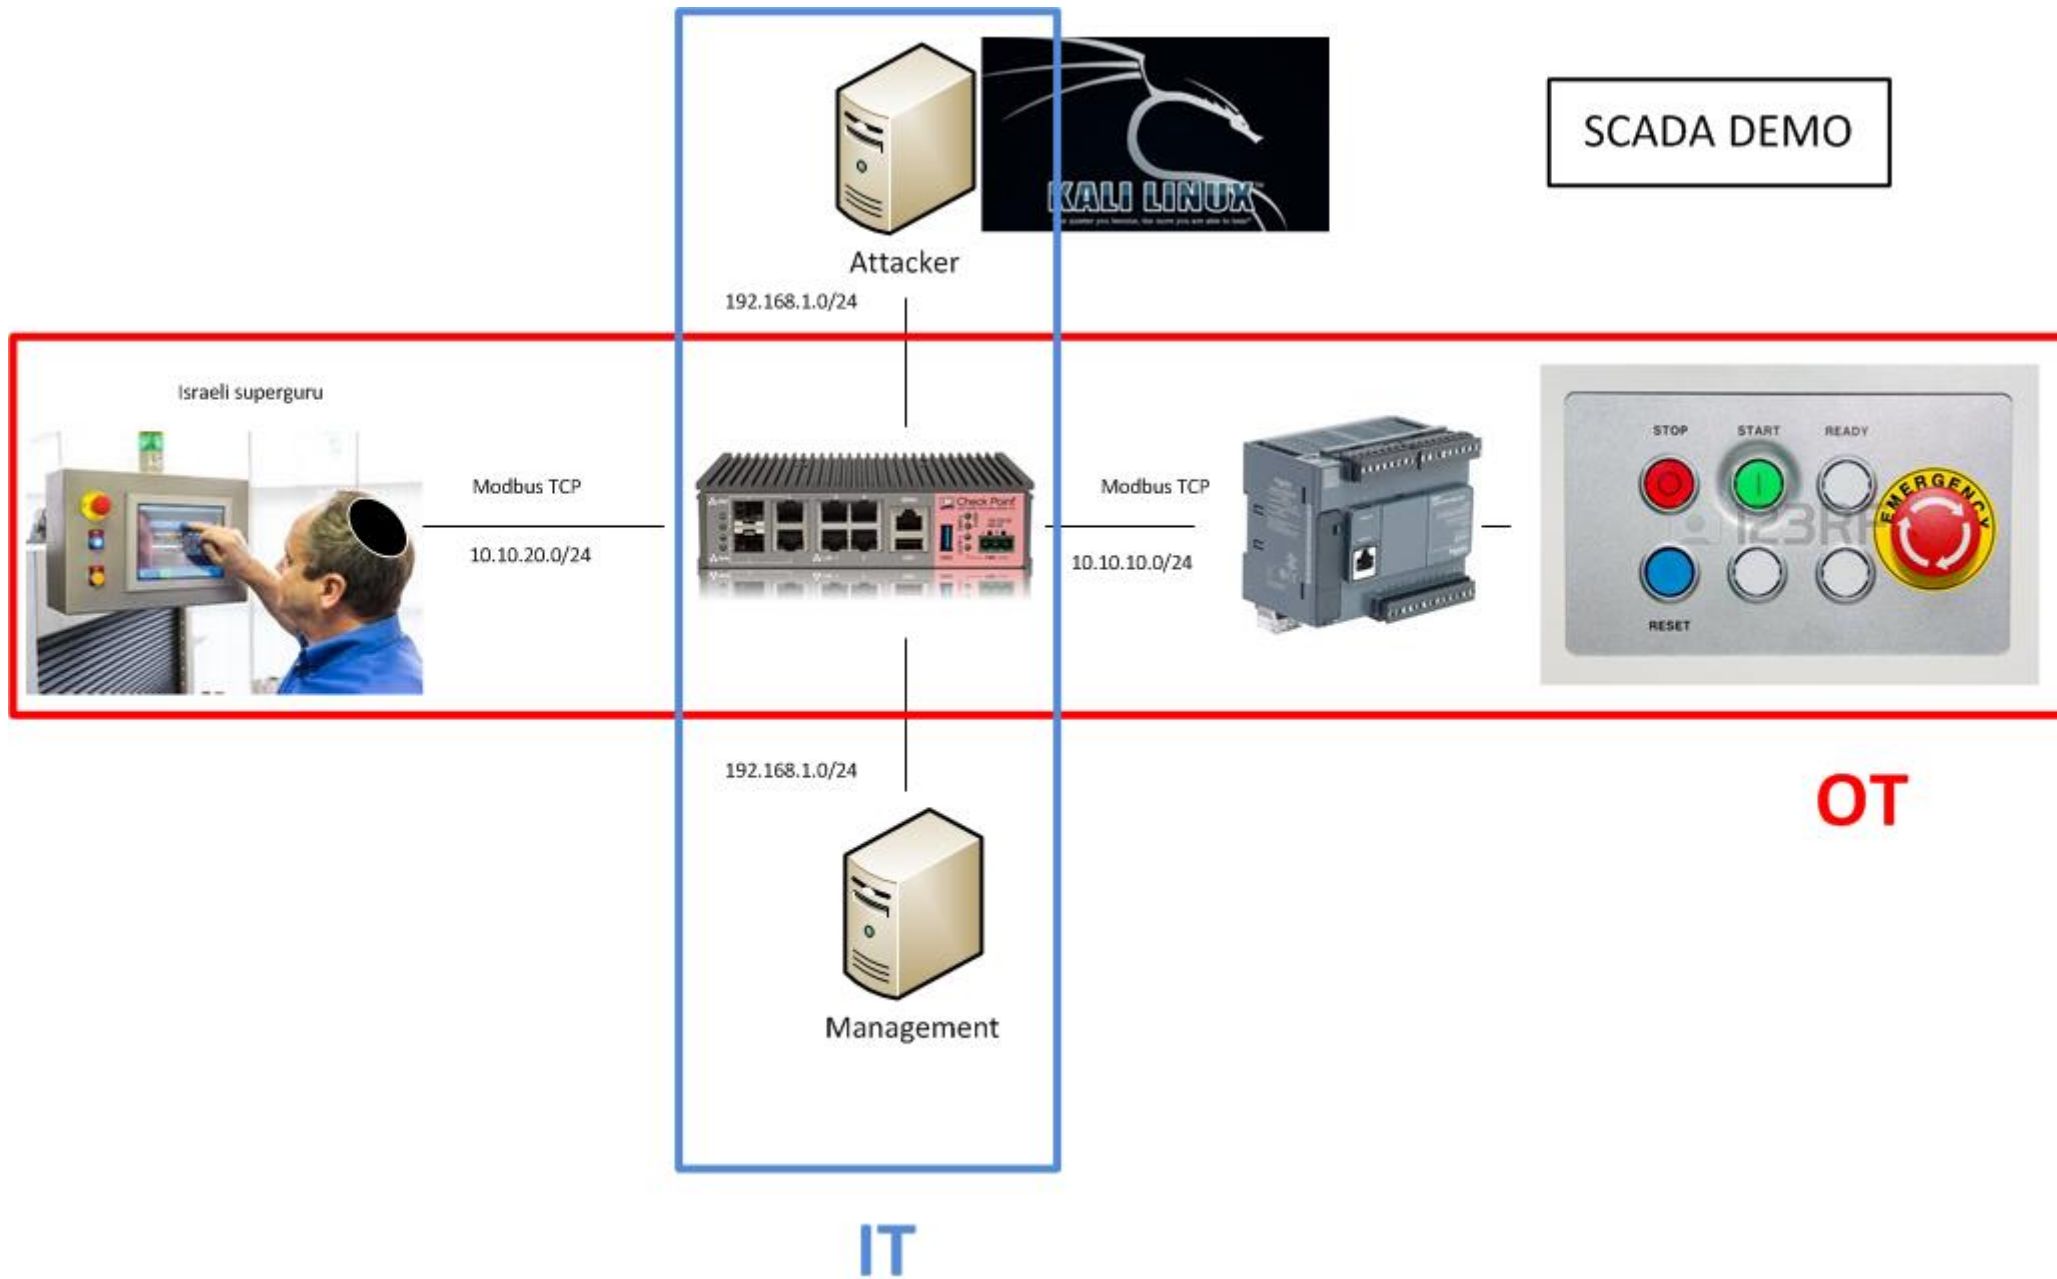 SCADA DEMO
KALI LINUX
Attacker
192.168.1.0/24
Israeli superguru
Modbus TCP
10.10.20.0/24
Check Point
Modbus TCP
10.10.10.0/24
STOP
START
READY
EMERGENCY
RESET
192.168.1.0/24
Management
OT
IT